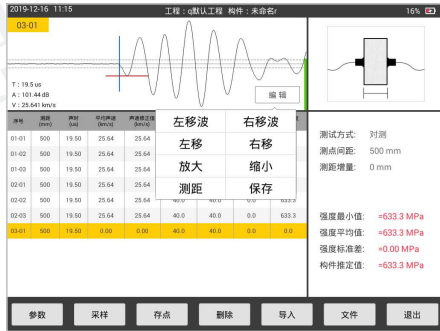 2019-12-16 11:15 工程：q默认工程 构件：未命名r 16%
03-01
T：19.5 us
A：101.44 dB
V：25.641 km/s
编 辑
左移波 右移波
左移 右移
放大 缩小
测距 保存
序号 测距 (mm) 声时 (us) 平均声速 (km/s) 声速修正值 (km/s)
01-01 500 19.50 25.64 25.64
01-02 500 19.50 25.64 25.64
01-03 500 19.50 25.64 25.64
02-01 500 19.50 25.64 25.64
02-02 500 19.50 25.64 25.64 40.0 40.0 0.0 633.3
02-03 500 19.50 25.64 25.64 40.0 40.0 0.0 633.3
03-01 500 19.50 0.00 0.00 40.0 40.0 0.0 0.0
测试方式: 对测
测点间距: 500 mm
测距增量: 0 mm
强度最小值: =633.3 MPa
强度平均值: =633.3 MPa
强度标准差: =0.00 MPa
构件推定值: =633.3 MPa
参数 采样 存点 删除 导入 文件 退出